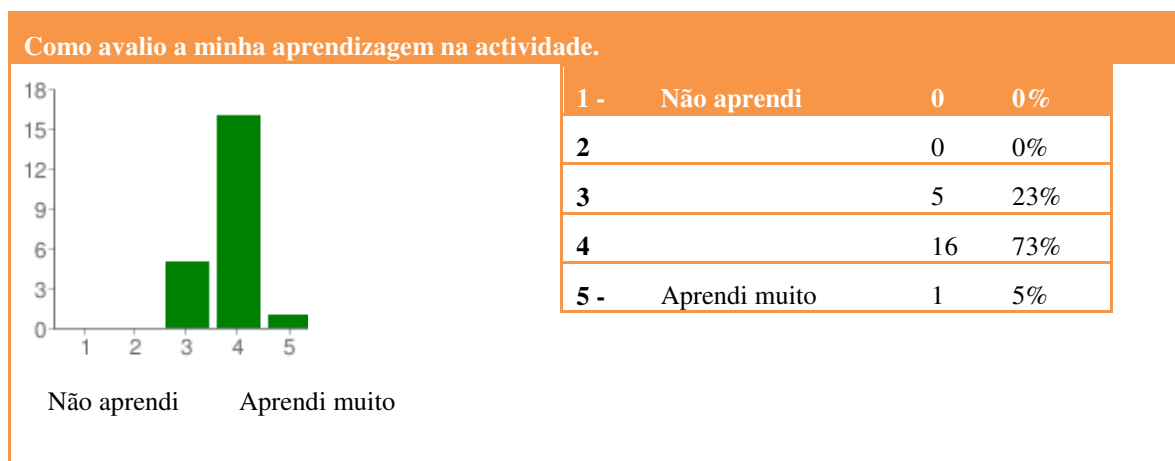 Como avalio a minha aprendizagem na actividade.
18
15
12
9
6
3
0
1 2 3 4 5
Não aprendi Aprendi muito
1 - Não aprendi 0 0%
2 0 0%
3 5 23%
4 16 73%
5 - Aprendi muito 1 5%